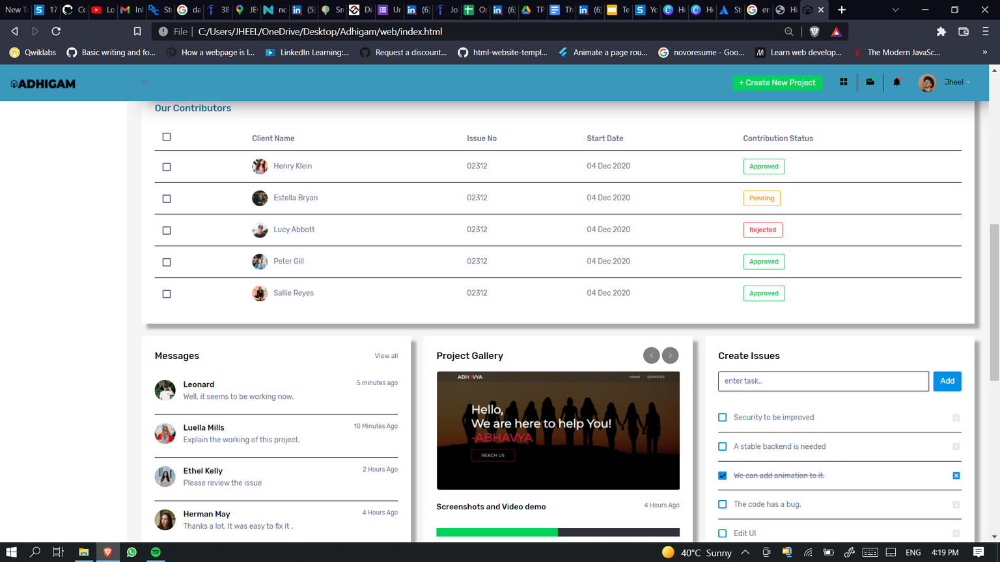 New Ta
17
Co
Lo
Inl
St
da
38
JE(
nc
(5)
Sn
Di
Ur
(6)
Jo
Or
(6)
TP
Th
(6)
Te
Yo
Ho
Ho
St
en
Hi
File | C:/Users/JHEEL/OneDrive/Desktop/Adhigam/web/index.html
Qwiklabs
Basic writing and fo...
How a webpage is l...
LinkedIn Learning:...
Request a discount...
html-website-templ...
Animate a page rou...
novoresume - Goo...
Learn web develop...
The Modern JavaSc...
»
ADHIGAM
+ Create New Project
Jheel
Our Contributors
Client Name Issue No Start Date Contribution Status
Henry Klein 02312 04 Dec 2020 Approved
Estella Bryan 02312 04 Dec 2020 Pending
Lucy Abbott 02312 04 Dec 2020 Rejected
Peter Gill 02312 04 Dec 2020 Approved
Sallie Reyes 02312 04 Dec 2020 Approved
Messages View all
Leonard 5 minutes ago
Well, it seems to be working now.
Luella Mills 10 Minutes Ago
Explain the working of this project.
Ethel Kelly 2 Hours Ago
Please review the issue
Herman May 4 Hours Ago
Thanks a lot. It was easy to fix it .
Project Gallery
ABHAVYA HOME SERVICES
Hello,
We are here to help You!
-ABHAVYA
REACH US
Screenshots and Video demo 4 Hours Ago
Create Issues
enter task.. Add
Security to be improved
A stable backend is needed
We can add animation to it.
The code has a bug.
Edit UI
40°C Sunny ENG 4:19 PM